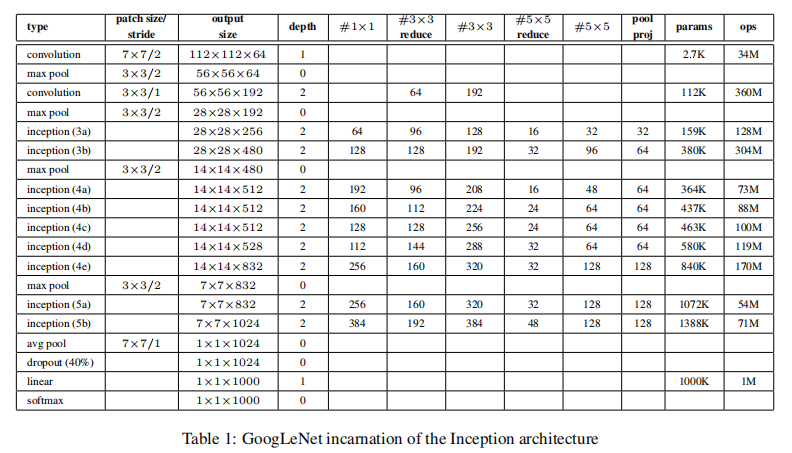 type patch size/ stride output size depth #1×1 #3×3 reduce #3×3 #5×5 reduce #5×5 pool proj params ops
convolution 7×7/2 112×112×64 1 2.7K 34M
max pool 3×3/2 56×56×64 0
convolution 3×3/1 56×56×192 2 64 192 112K 360M
max pool 3×3/2 28×28×192 0
inception (3a) 28×28×256 2 64 96 128 16 32 32 159K 128M
inception (3b) 28×28×480 2 128 128 192 32 96 64 380K 304M
max pool 3×3/2 14×14×480 0
inception (4a) 14×14×512 2 192 96 208 16 48 64 364K 73M
inception (4b) 14×14×512 2 160 112 224 24 64 64 437K 88M
inception (4c) 14×14×512 2 128 128 256 24 64 64 463K 100M
inception (4d) 14×14×528 2 112 144 288 32 64 64 580K 119M
inception (4e) 14×14×832 2 256 160 320 32 128 128 840K 170M
max pool 3×3/2 7×7×832 0
inception (5a) 7×7×832 2 256 160 320 32 128 128 1072K 54M
inception (5b) 7×7×1024 2 384 192 384 48 128 128 1388K 71M
avg pool 7×7/1 1×1×1024 0
dropout (40%) 1×1×1024 0
linear 1×1×1000 1 1000K 1M
softmax 1×1×1000 0
Table 1: GoogLeNet incarnation of the Inception architecture